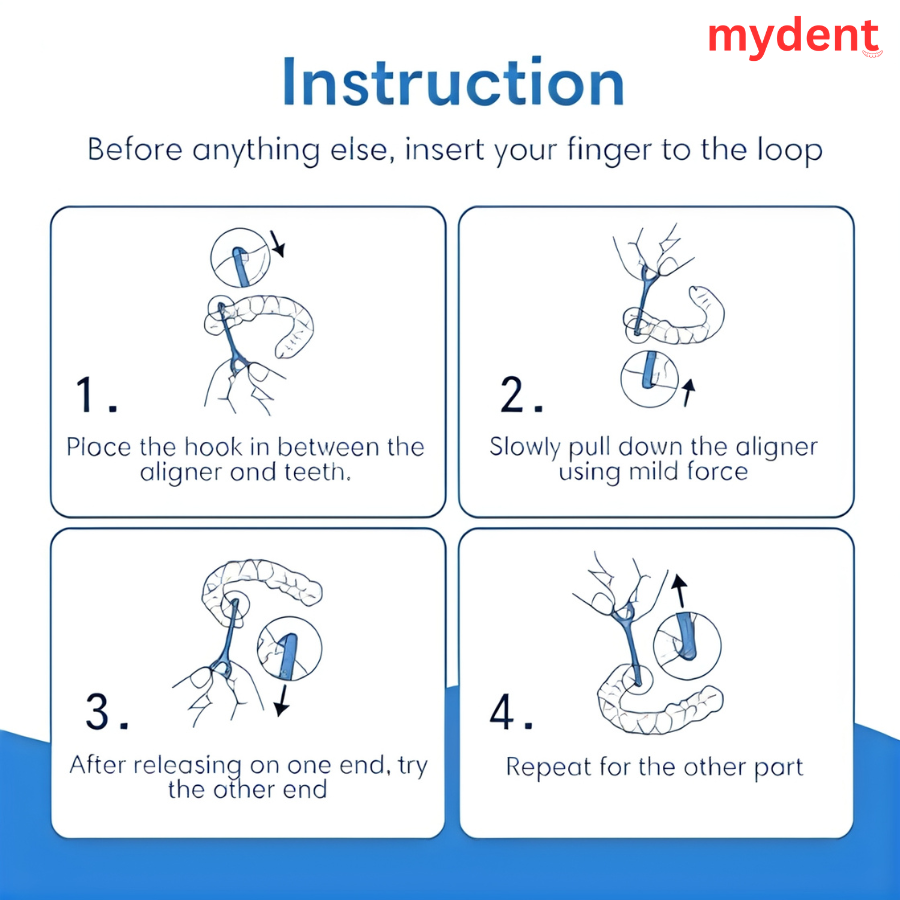 mydent
Instruction
Before anything else, insert your finger to the loop
1.
Place the hook in between the
aligner and teeth.
2.
Slowly pull down the aligner
using mild force
3.
After releasing on one end, try
the other end
4.
Repeat for the other part